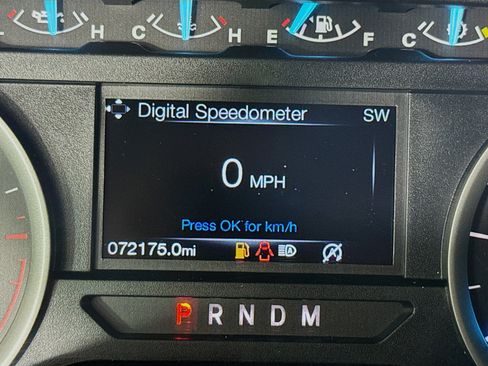 L H C H E F C
Digital Speedometer SW
0 MPH
Press OK for km/h
072175.0mi A
P R N D M